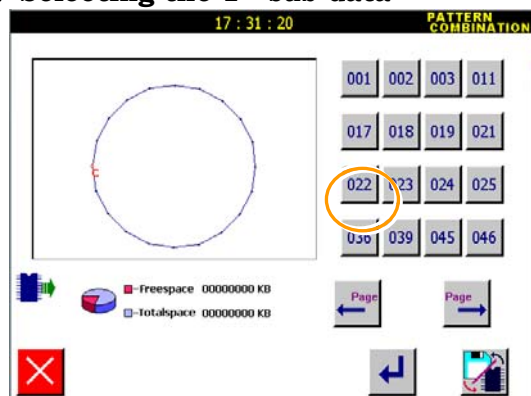 17 : 31 : 20
PATTERN
COMBINATION
001 002 003 011
017 018 019 021
022 023 024 025
036 039 045 046
C
-Freespace 00000000 KB
-Totalspace 00000000 KB
Page
Page